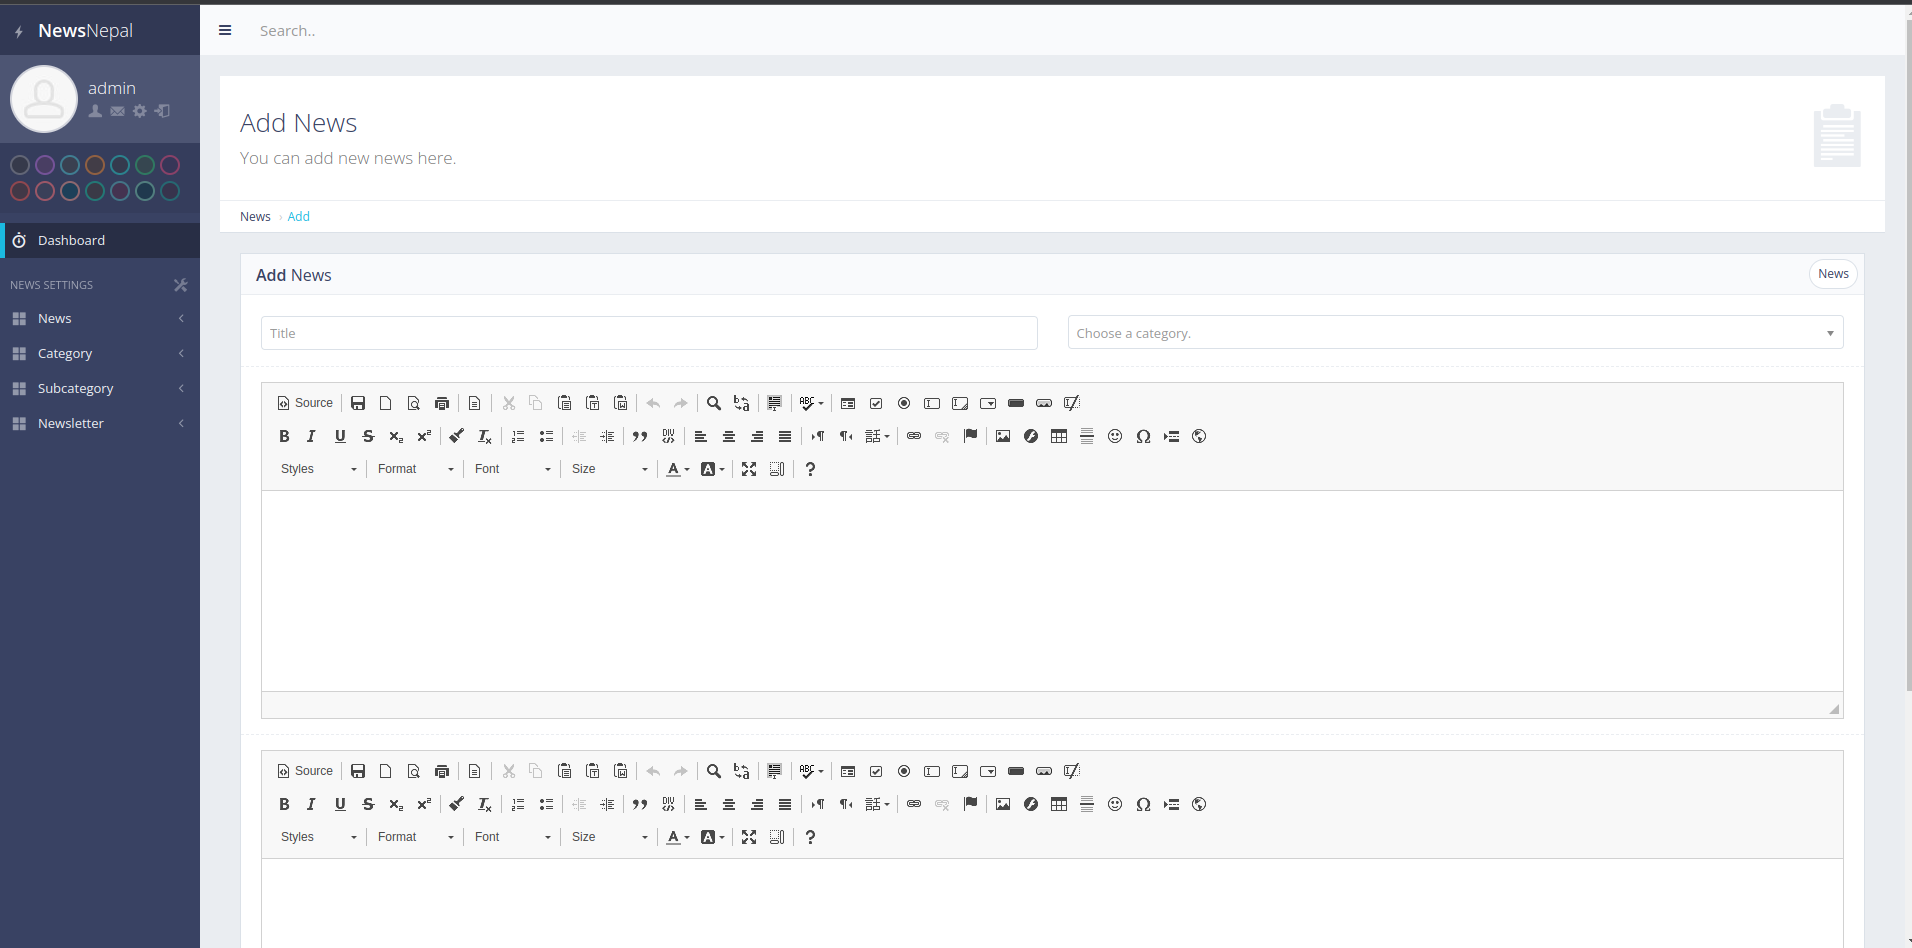 NewsNepal
Search..
admin
Dashboard
NEWS SETTINGS
News
Category
Subcategory
Newsletter
Add News
You can add new news here.
News › Add
Add News
News
Title
Choose a category.
Source
Styles Format Font Size
Source
Styles Format Font Size